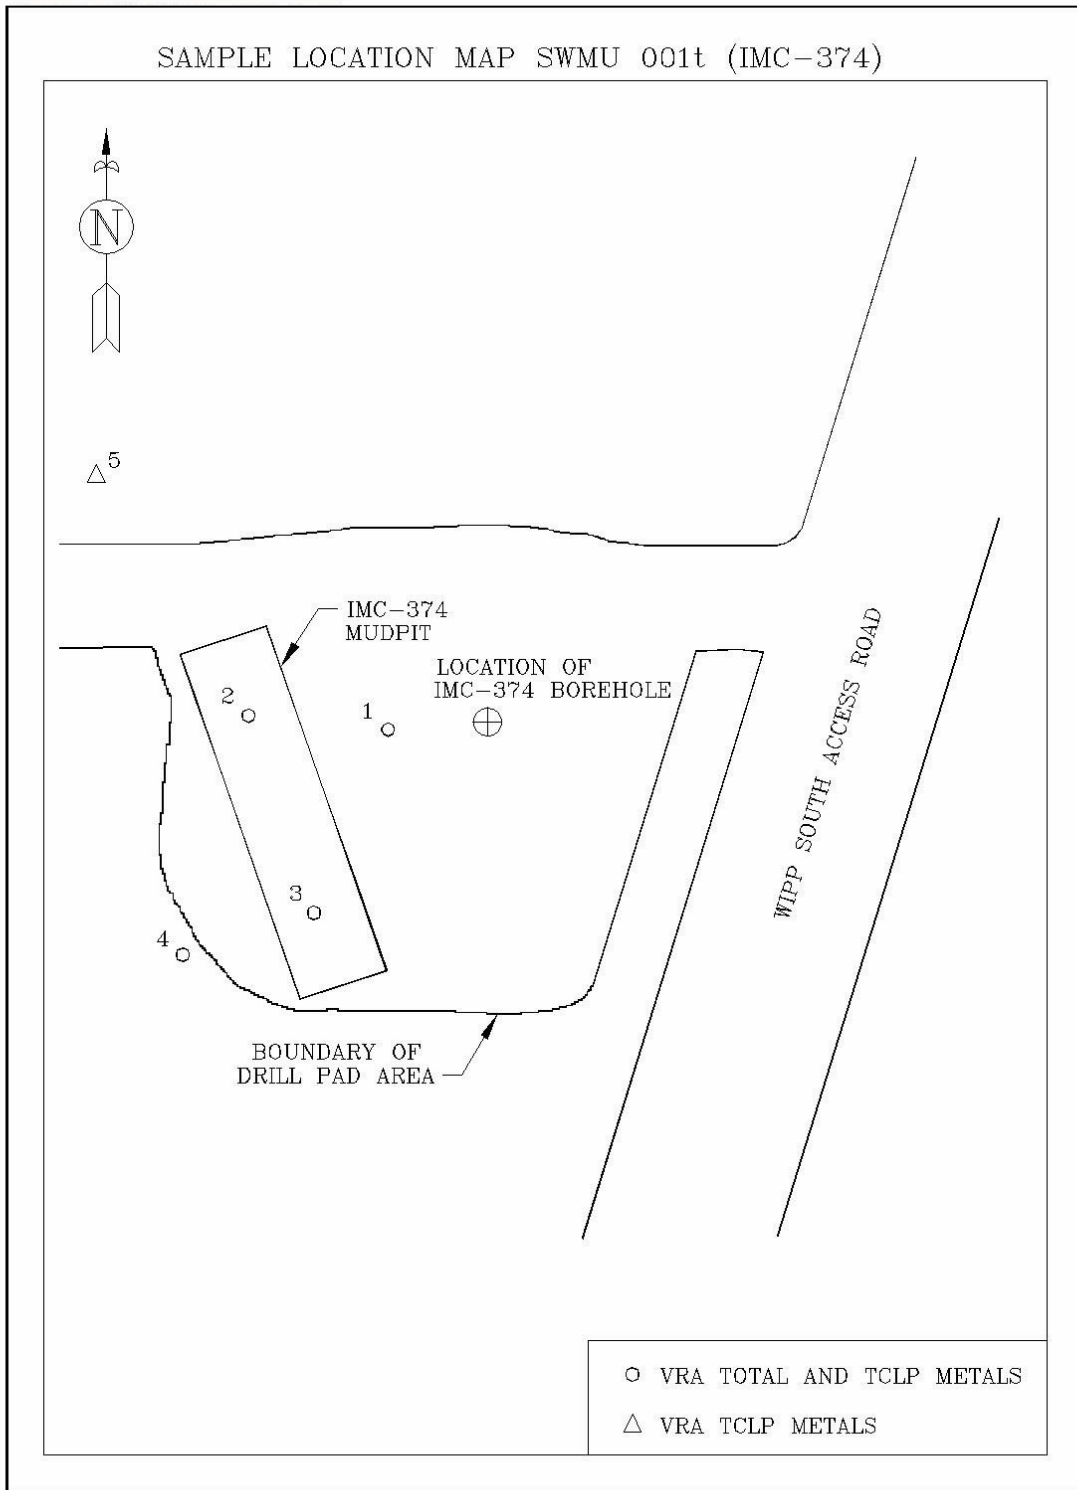 SAMPLE LOCATION MAP SWMU 001t (IMC-374)
N
5
IMC-374
MUDPIT
LOCATION OF
IMC-374 BOREHOLE
2
1
WIPP SOUTH ACCESS ROAD
3
4
BOUNDARY OF
DRILL PAD AREA
VRA TOTAL AND TCLP METALS
VRA TCLP METALS